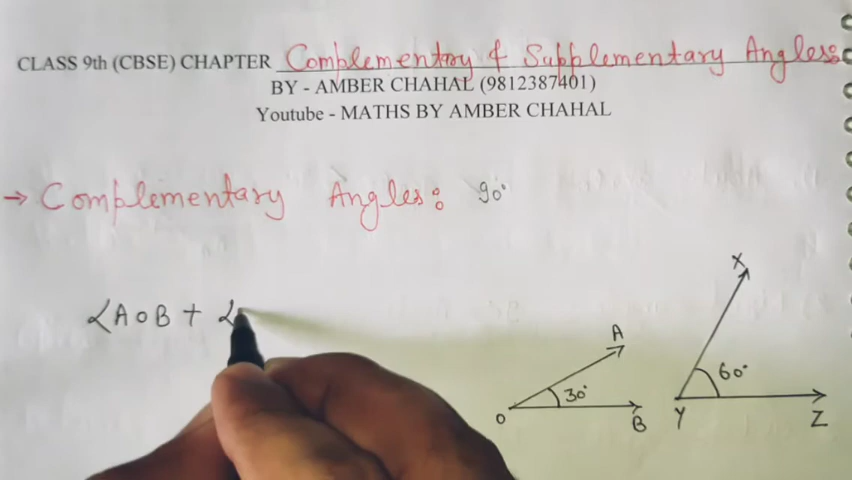 CLASS 9th (CBSE) CHAPTER Complementary & Supplementary Angles
BY - AMBER CHAHAL (9812387401)
Youtube - MATHS BY AMBER CHAHAL
→ Complementary Angles: 90°
∠AOB + ∠
A
30°
O
B
X
60°
Y
Z